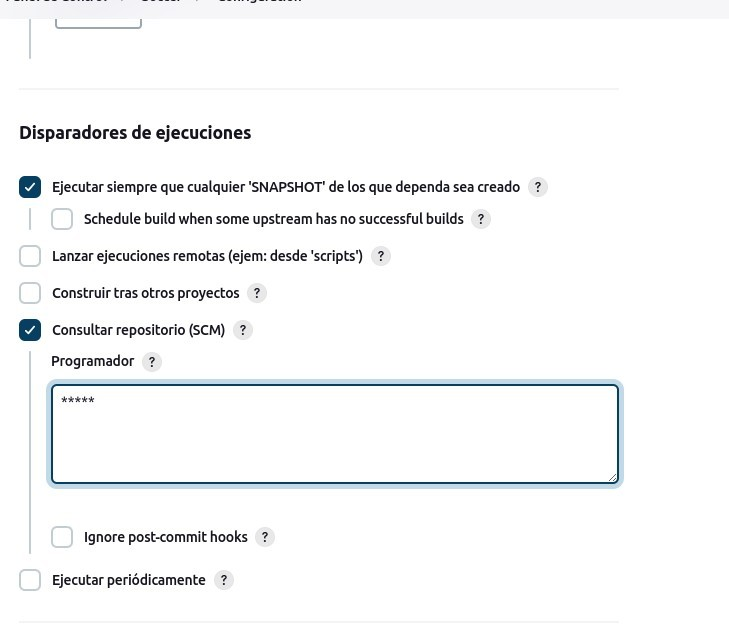 Disparadores de ejecuciones
Ejecutar siempre que cualquier 'SNAPSHOT' de los que dependa sea creado ?
Schedule build when some upstream has no successful builds ?
Lanzar ejecuciones remotas (ejem: desde 'scripts') ?
Construir tras otros proyectos ?
Consultar repositorio (SCM) ?
Programador ?
*****
Ignore post-commit hooks ?
Ejecutar periódicamente ?